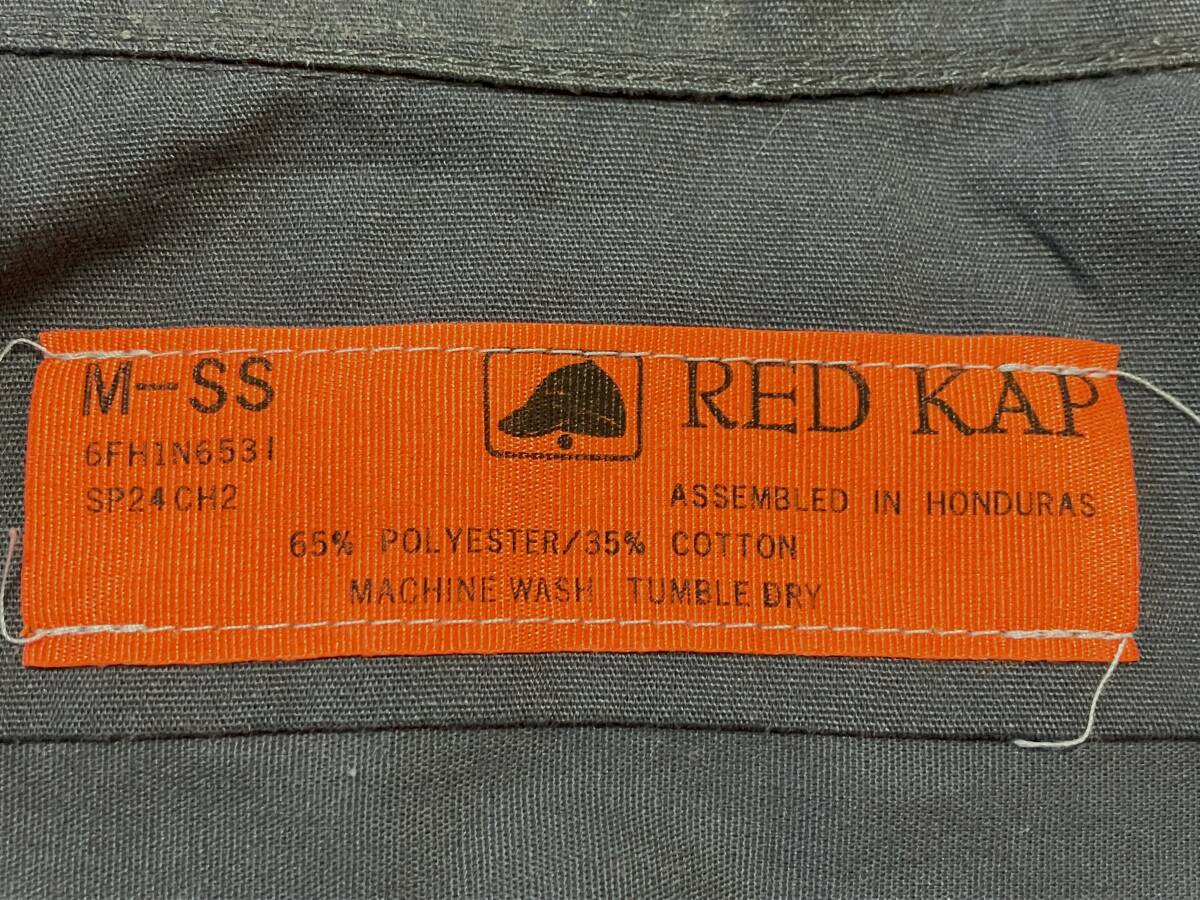 M-SS RED KAP
6FH1N6531
SP24CH2 ASSEMBLED IN HONDURAS
65% POLYESTER/35% COTTON
MACHINE WASH TUMBLE DRY